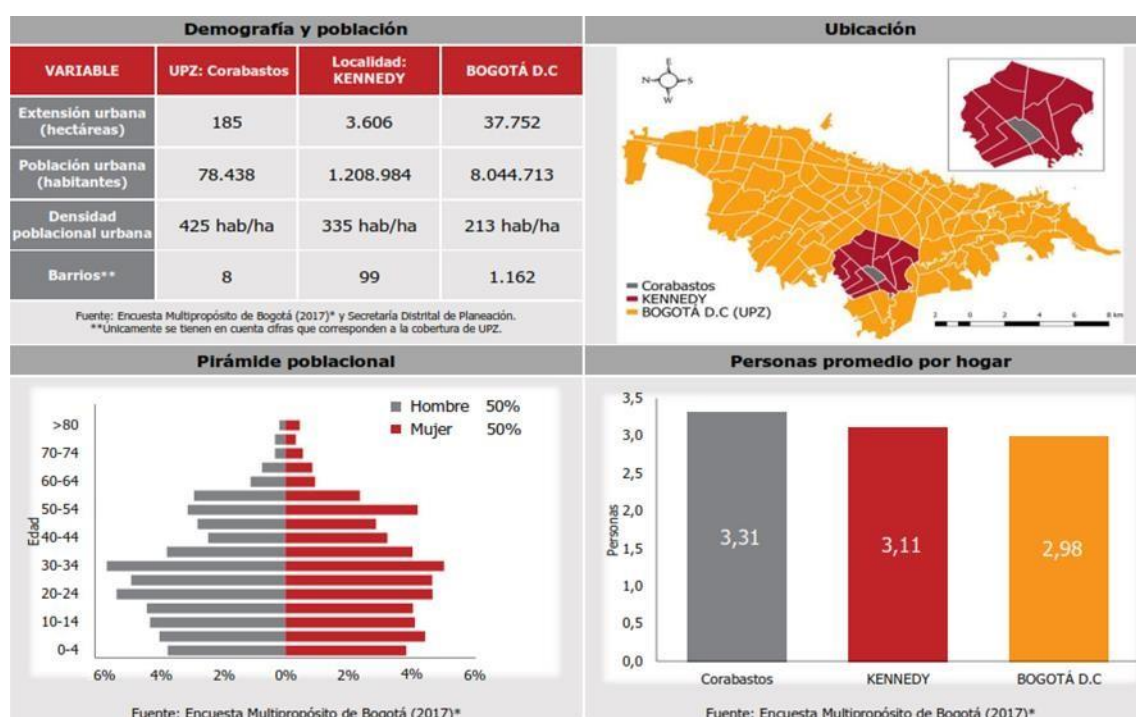 Demografía y población
VARIABLE UPZ: Corabastos Localidad: KENNEDY BOGOTÁ D.C
Extensión urbana (hectáreas) 185 3.606 37.752
Población urbana (habitantes) 78.438 1.208.984 8.044.713
Densidad poblacional urbana 425 hab/ha 335 hab/ha 213 hab/ha
Barrios** 8 99 1.162
Fuente: Encuesta Multipropósito de Bogotá (2017)* y Secretaría Distrital de Planeación.
**Únicamente se tienen en cuenta cifras que corresponden a la cobertura de UPZ.
Ubicación
E
N S
W
Corabastos
KENNEDY
BOGOTÁ D.C (UPZ)
2 0 2 4 6 8 km
Pirámide poblacional
Hombre 50%
Mujer 50%
Edad
>80
70-74
60-64
50-54
40-44
30-34
20-24
10-14
0-4
6% 4% 2% 0% 2% 4% 6%
Fuente: Encuesta Multipropósito de Bogotá (2017)*
Personas promedio por hogar
Personas
3,5
3,0
2,5
2,0
1,5
1,0
0,5
0,0
3,31 3,11 2,98
Corabastos KENNEDY BOGOTÁ D.C
Fuente: Encuesta Multipropósito de Bogotá (2017)*